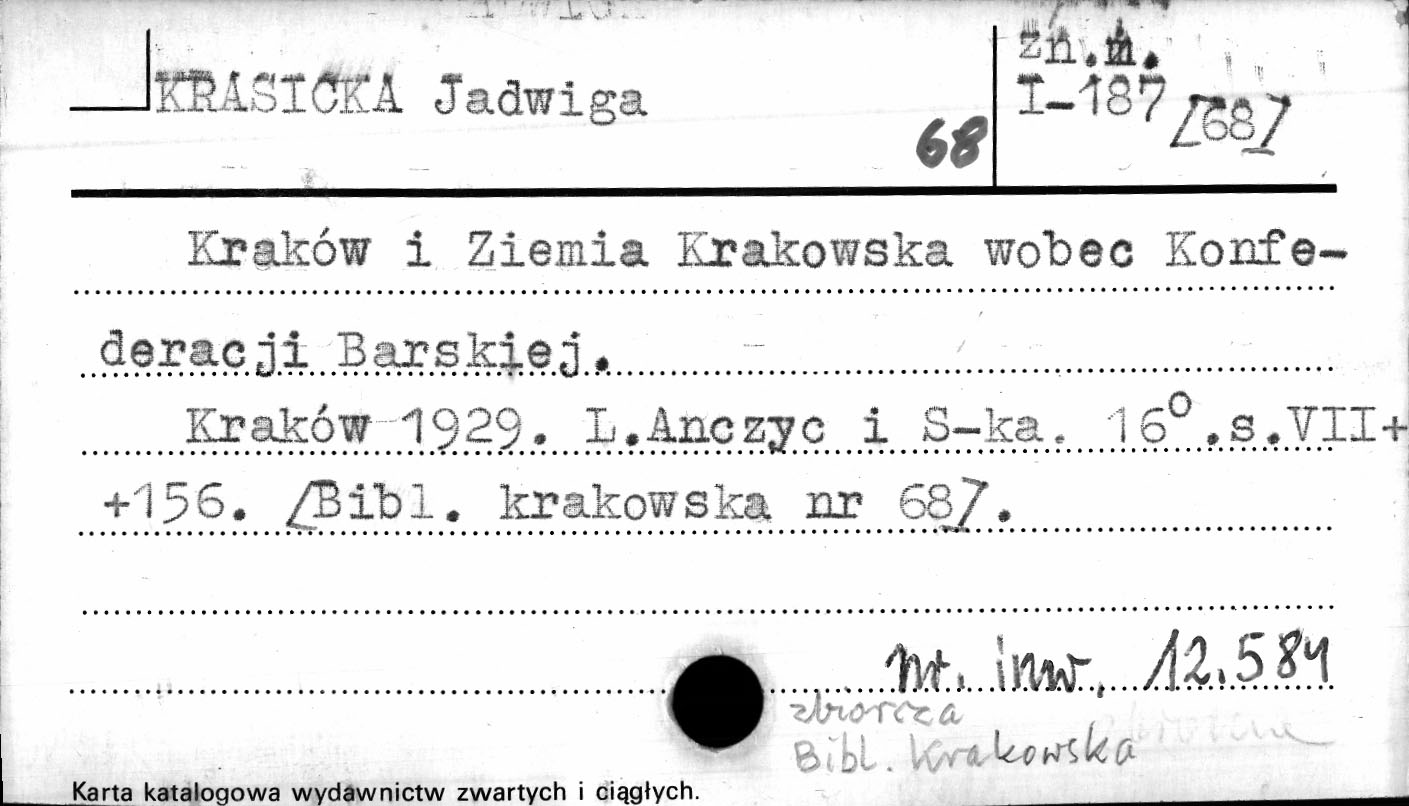 zn.m.
KRASICKA Jadwiga
I-187
[68]
68
Kraków i Ziemia Krakowska wobec Konfe-
deracji Barskiej.
Kraków 1929. L.Anczyc i S-ka. 16°.s.VII+
+156. [Bibl. krakowska nr 68].
nr. inw. 12.584
zbiorcza
Bibl. Krakowska
Karta katalogowa wydawnictw zwartych i ciągłych.